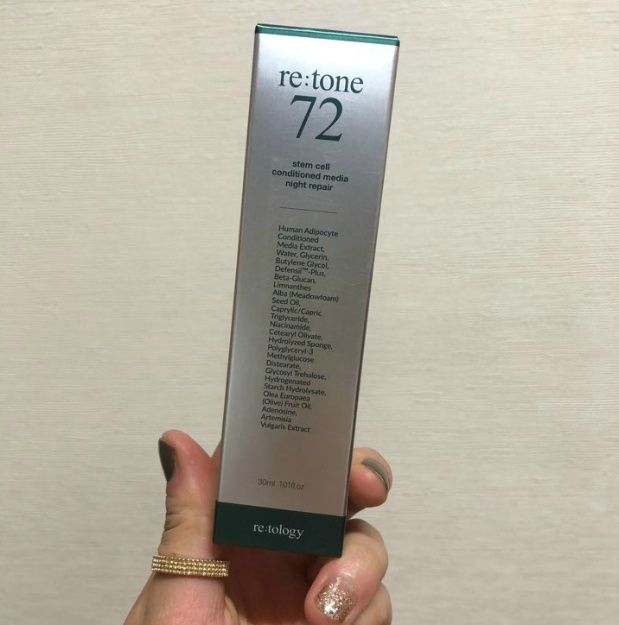 re:tone
72
stem cell
conditioned media
night repair
Human Adipocyte
Conditioned
Media Extract,
Water, Glycerin,
Butylene Glycol,
Defensil™-Plus,
Beta-Glucan,
Limnanthes
Alba (Meadowfoam)
Seed Oil,
Caprylic/Capric
Triglyceride,
Niacinamide,
Cetearyl Olivate,
Hydrolyzed Sponge,
Polyglyceryl-3
Methylglucose
Distearate,
Glycosyl Trehalose,
Hydrogenated
Starch Hydrolysate,
Olea Europaea
(Olive) Fruit Oil,
Adenosine,
Artemisia
Vulgaris Extract
30ml 1.01fl.oz
re:tology